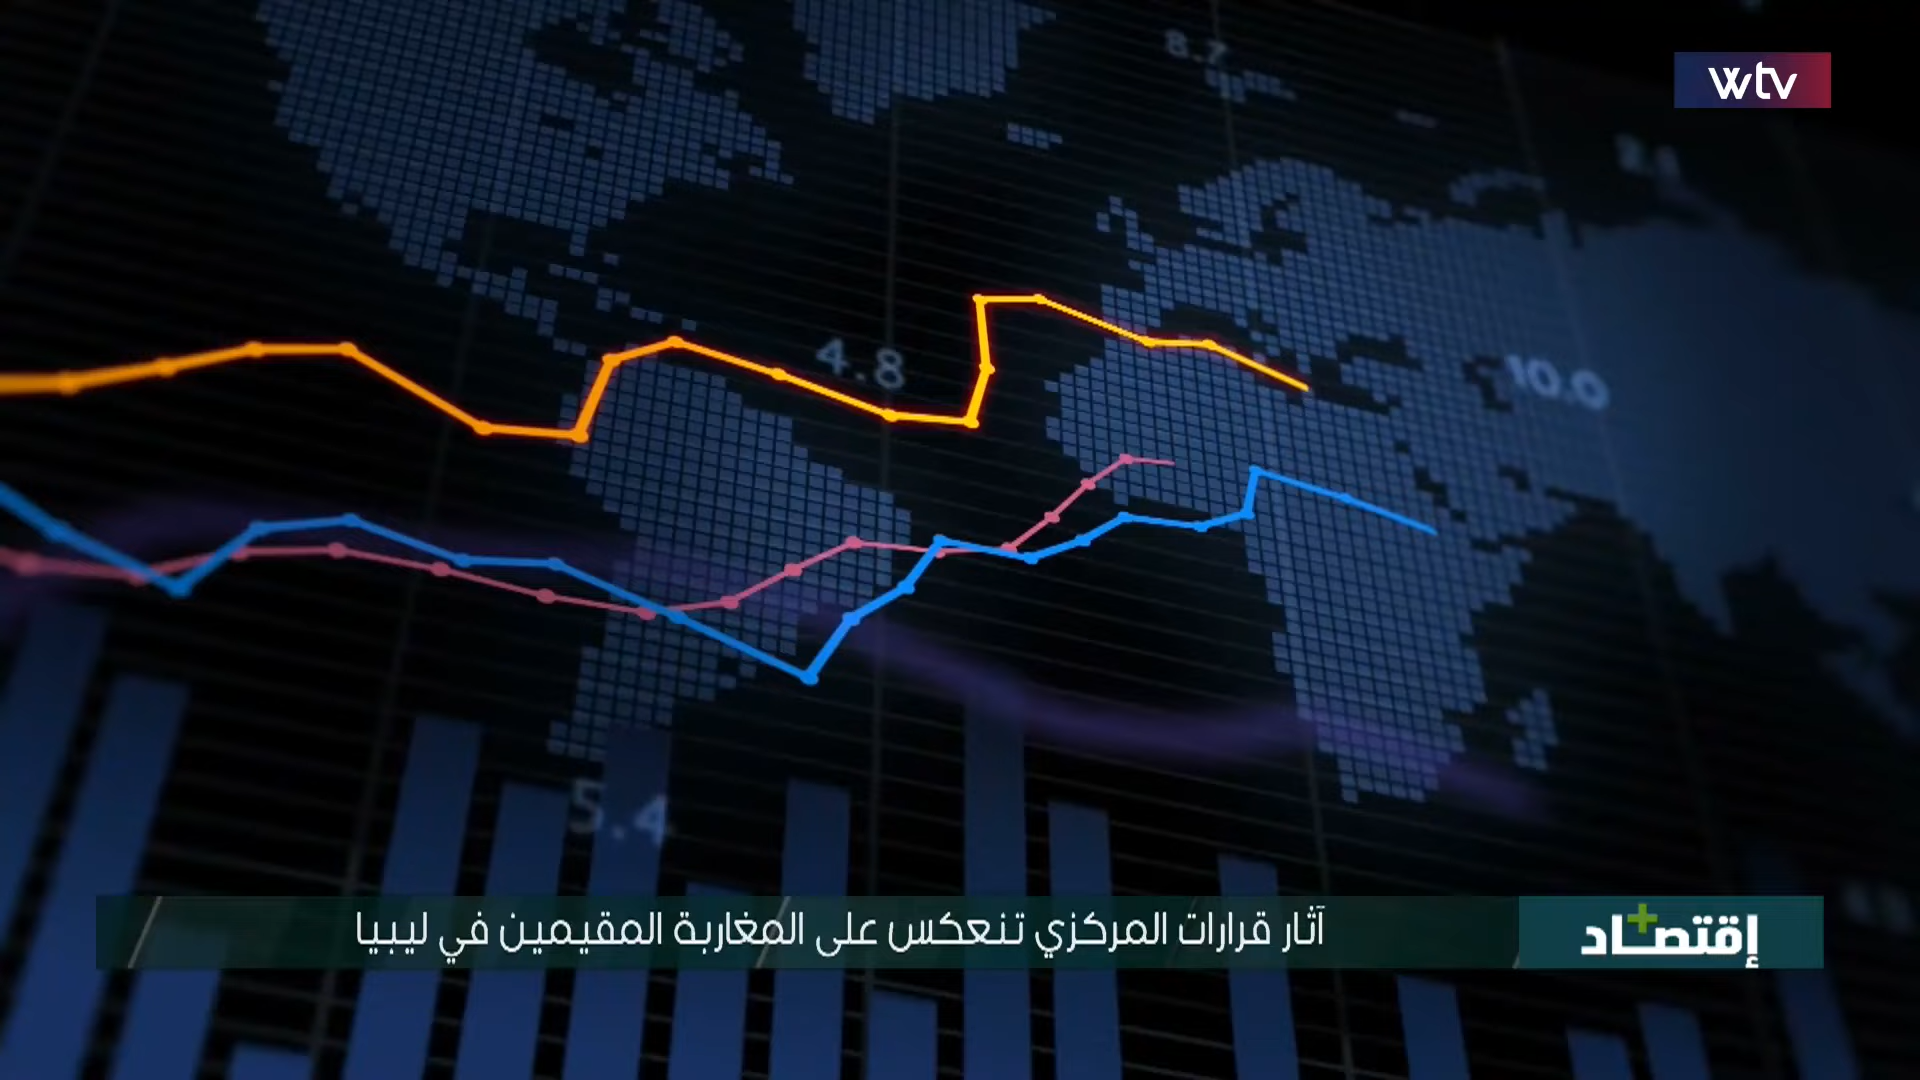 wtv
8.7
4.8
10.0
5.4
آثار قرارات المركزي تنعكس على المغاربة المقيمين في ليبيا
إقتصاد+